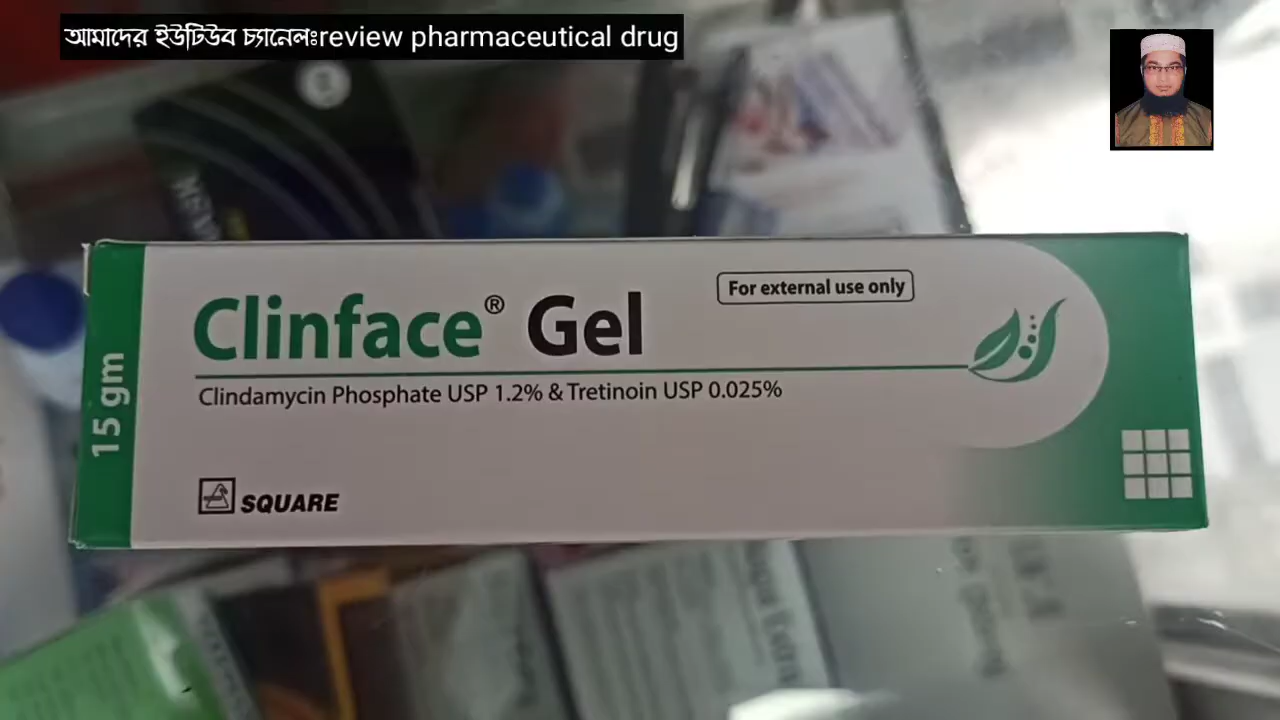 আমাদের ইউটিউব চ্যানেলঃreview pharmaceutical drug
For external use only
Clinface® Gel
Clindamycin Phosphate USP 1.2% & Tretinoin USP 0.025%
15 gm
SQUARE